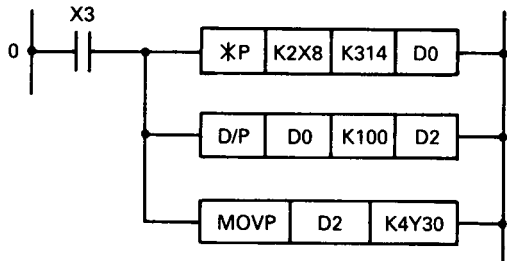 X3
0
*P K2X8 K314 D0
D/P D0 K100 D2
MOVP D2 K4Y30